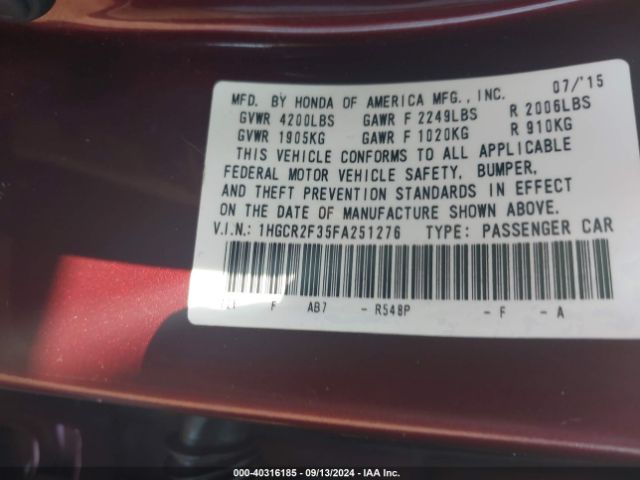 07/'15
MFD. BY HONDA OF AMERICA MFG., INC.
GVWR 4200LBS GAWR F 2249LBS R 2006LBS
GVWR 1905KG GAWR F 1020KG R 910KG
THIS VEHICLE CONFORMS TO ALL APPLICABLE
FEDERAL MOTOR VEHICLE SAFETY, BUMPER,
AND THEFT PREVENTION STANDARDS IN EFFECT
ON THE DATE OF MANUFACTURE SHOWN ABOVE.
V.I.N.: 1HGCR2F35FA251276 TYPE: PASSENGER CAR
F AB7 - R548P - F - A
000-40316185 - 09/13/2024 - IAA Inc.